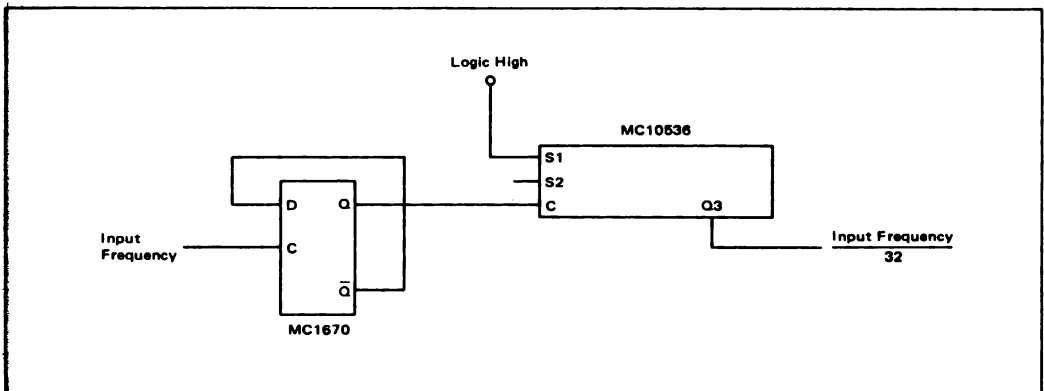 Logic High
MC10536
S1
S2
C
Q3
D
Q
C
Q̅
MC1670
Input
Frequency
Input Frequency
32